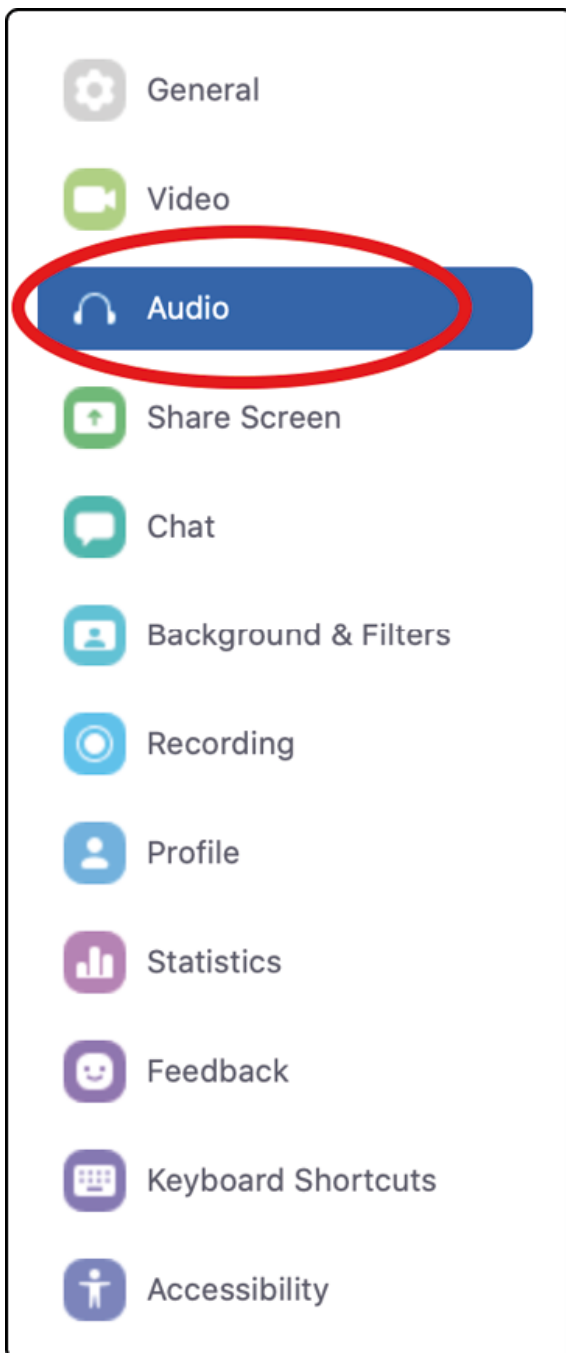 General
Video
Audio
Share Screen
Chat
Background & Filters
Recording
Profile
Statistics
Feedback
Keyboard Shortcuts
Accessibility